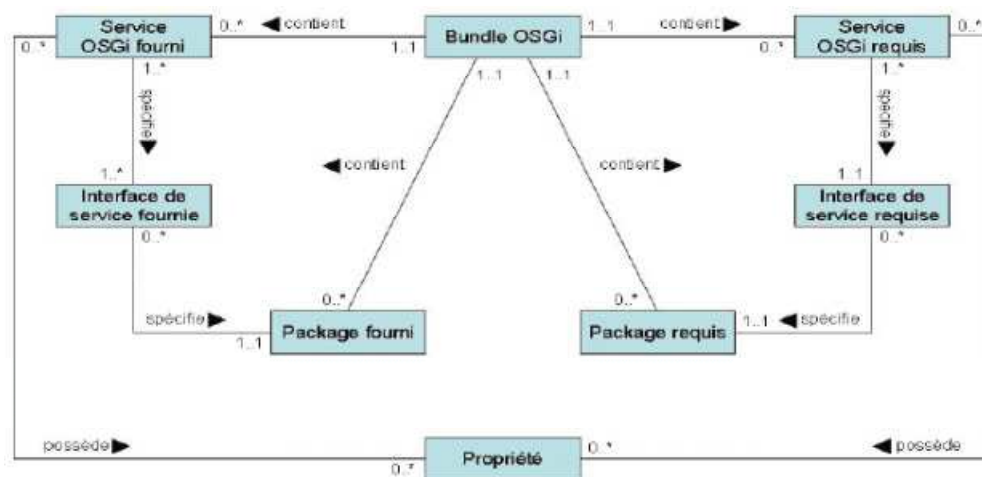 Service
OSGi fourni
0..*
contient
1..1
Bundle OSGi
1..1
contient
0..*
Service
OSGi requis
0..*
0..*
1..*
1..1
1..1
1..*
spécifie
spécifie
contient
contient
1..*
1..1
Interface de
service fournie
Interface de
service requise
0..*
0..*
0..*
0..*
spécifie
1..1
Package fourni
Package requis
1..1
spécifie
possède
0..*
Propriété
0..*
possède